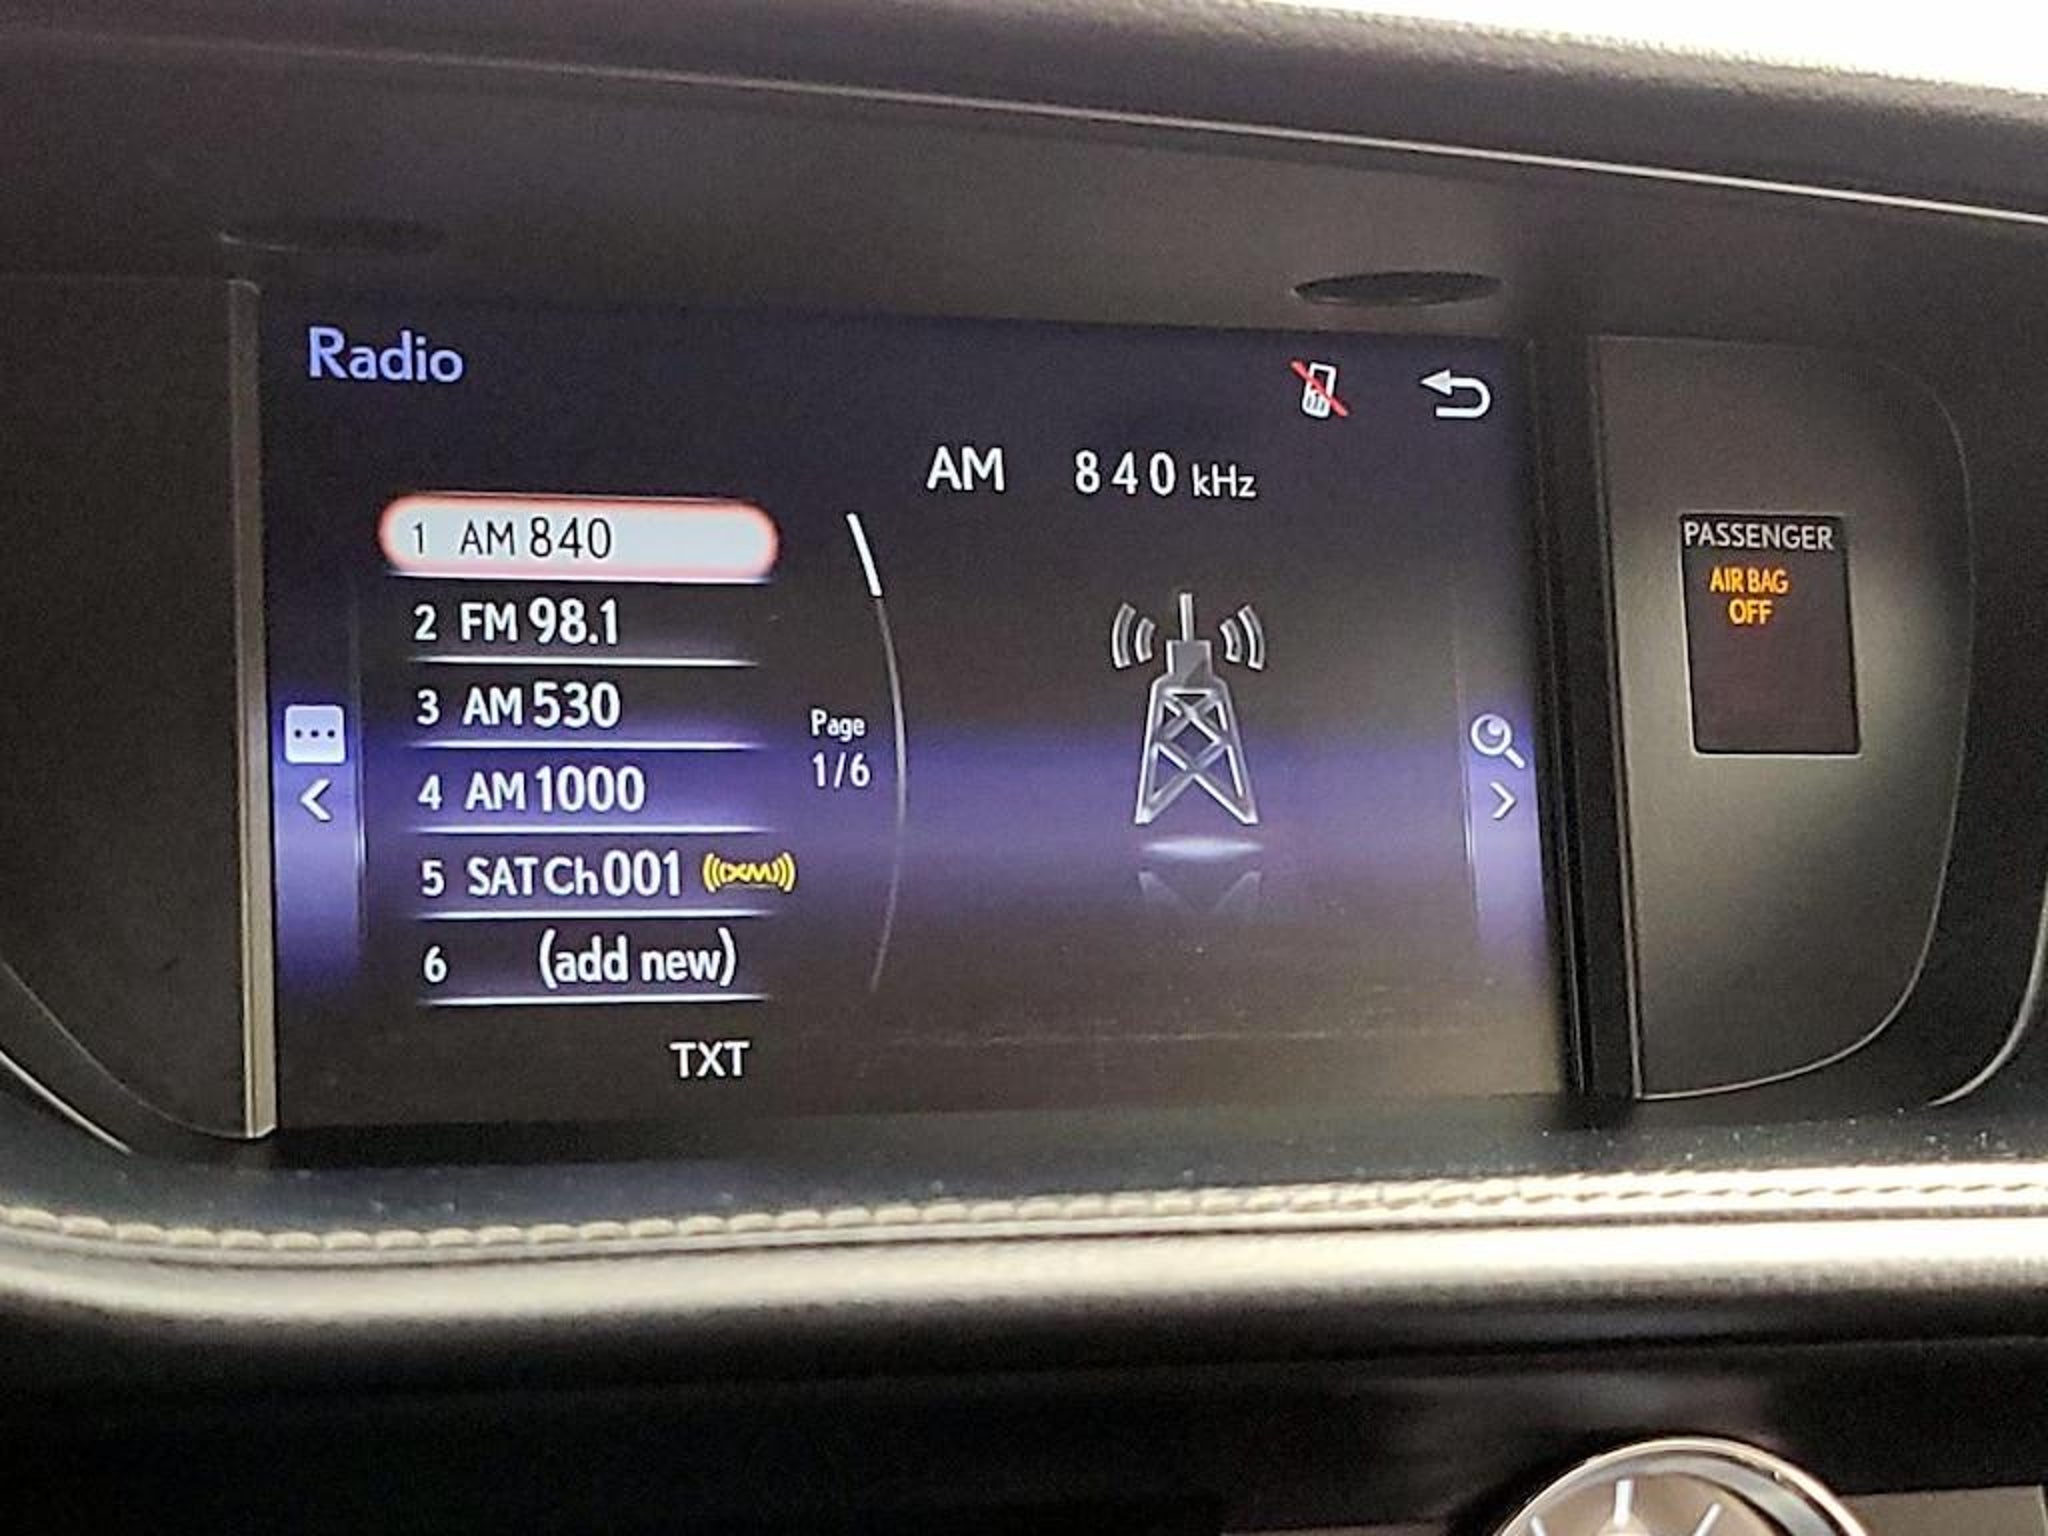 Radio
AM 840 kHz
1 AM 840
2 FM 98.1
3 AM 530
4 AM 1000
5 SAT Ch 001 ((XM))
6 (add new)
Page
1/6
TXT
PASSENGER
AIR BAG
OFF